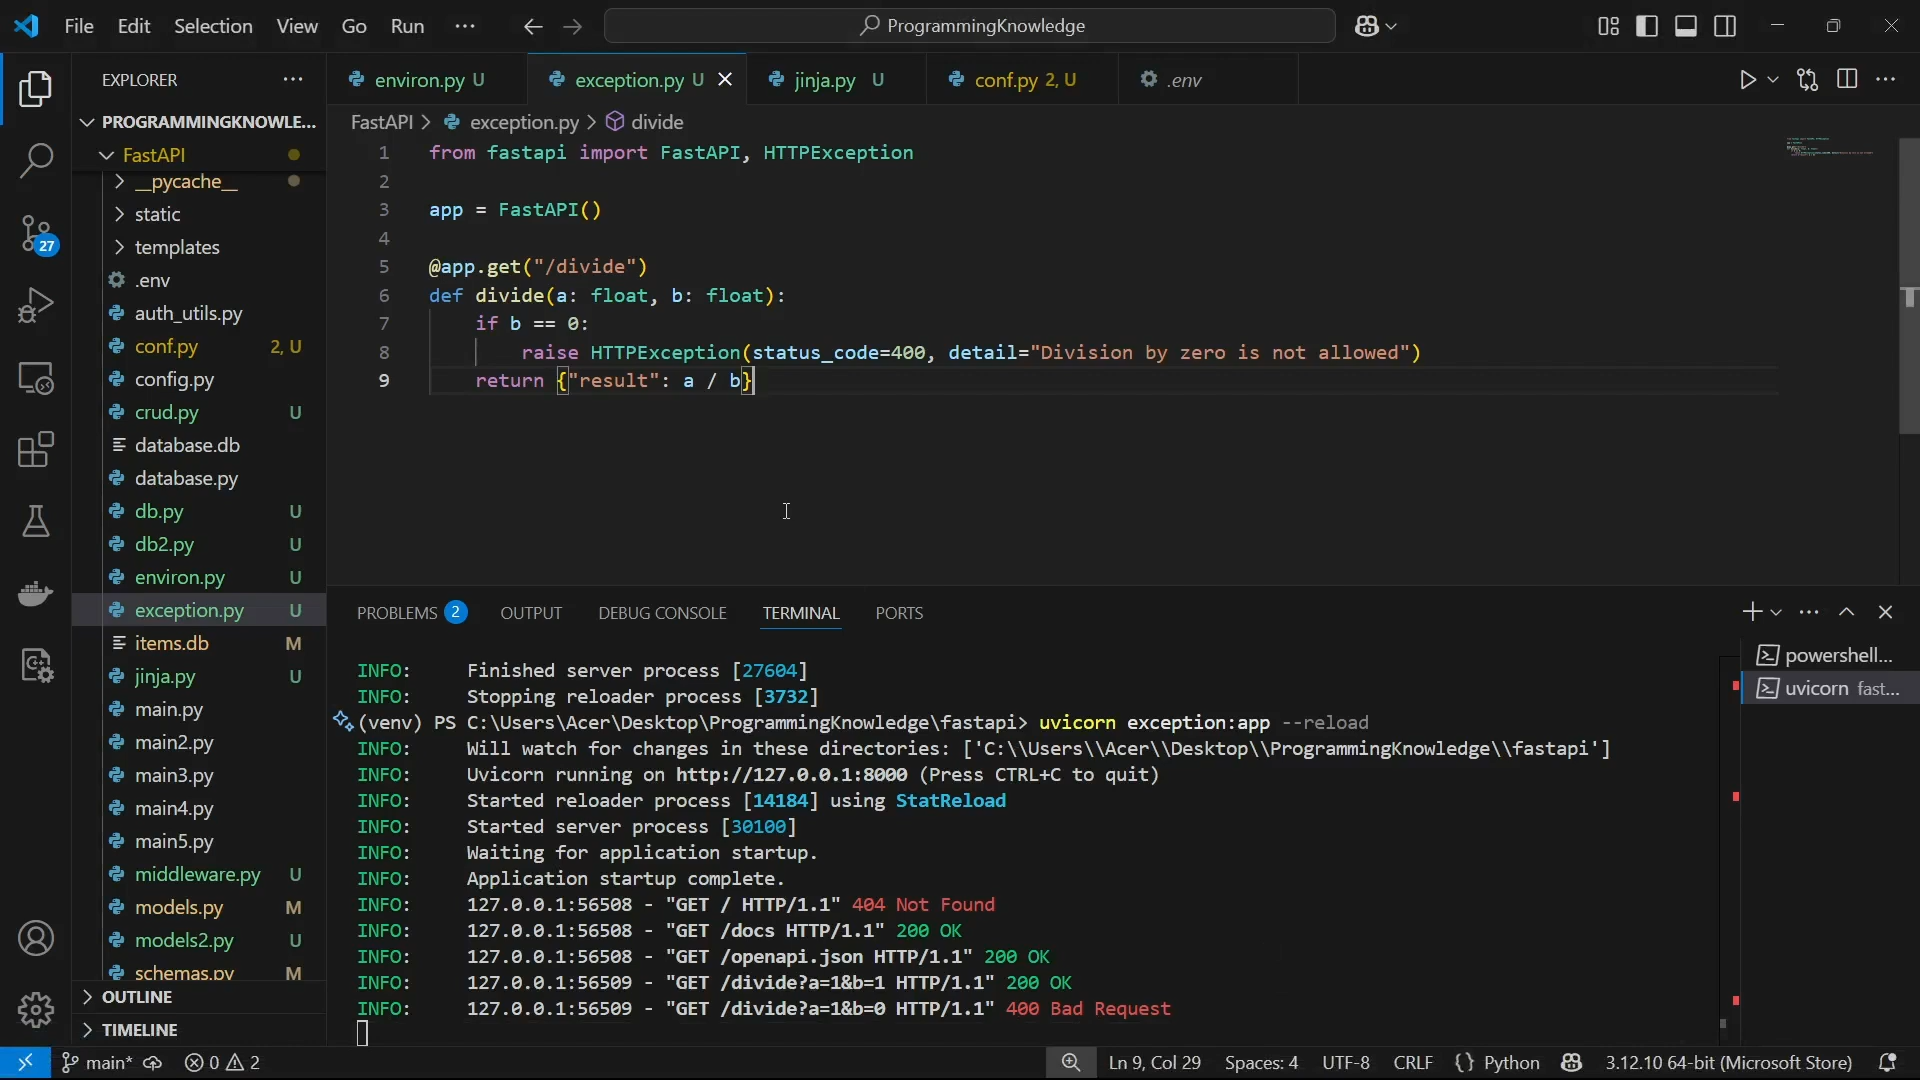 File Edit Selection View Go Run ···
ProgrammingKnowledge
EXPLORER
PROGRAMMINGKNOWLE...
FastAPI
__pycache__
static
templates
.env
auth_utils.py
conf.py 2, U
config.py
crud.py U
database.db
database.py
db.py U
db2.py U
environ.py U
exception.py U
items.db M
jinja.py U
main.py
main2.py
main3.py
main4.py
main5.py
middleware.py U
models.py M
models2.py U
schemas.py M
OUTLINE
TIMELINE
27
environ.py U exception.py U jinja.py U conf.py 2, U .env
FastAPI > exception.py > divide
1 from fastapi import FastAPI, HTTPException
2
3 app = FastAPI()
4
5 @app.get("/divide")
6 def divide(a: float, b: float):
7 if b == 0:
8 raise HTTPException(status_code=400, detail="Division by zero is not allowed")
9 return {"result": a / b}
PROBLEMS 2 OUTPUT DEBUG CONSOLE TERMINAL PORTS
INFO: Finished server process [27604]
INFO: Stopping reloader process [3732]
(venv) PS C:\Users\Acer\Desktop\ProgrammingKnowledge\fastapi> uvicorn exception:app --reload
INFO: Will watch for changes in these directories: ['C:\\Users\\Acer\\Desktop\\ProgrammingKnowledge\\fastapi']
INFO: Uvicorn running on http://127.0.0.1:8000 (Press CTRL+C to quit)
INFO: Started reloader process [14184] using StatReload
INFO: Started server process [30100]
INFO: Waiting for application startup.
INFO: Application startup complete.
INFO: 127.0.0.1:56508 - "GET / HTTP/1.1" 404 Not Found
INFO: 127.0.0.1:56508 - "GET /docs HTTP/1.1" 200 OK
INFO: 127.0.0.1:56508 - "GET /openapi.json HTTP/1.1" 200 OK
INFO: 127.0.0.1:56509 - "GET /divide?a=1&b=1 HTTP/1.1" 200 OK
INFO: 127.0.0.1:56509 - "GET /divide?a=1&b=0 HTTP/1.1" 400 Bad Request
powershell...
uvicorn fast...
main* 0 2 Ln 9, Col 29 Spaces: 4 UTF-8 CRLF {} Python 3.12.10 64-bit (Microsoft Store)